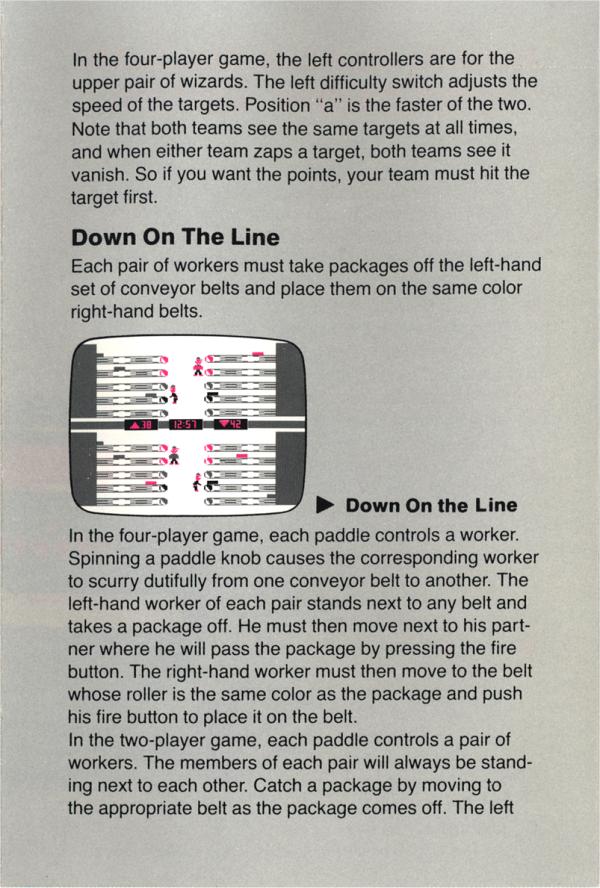 In the four-player game, the left controllers are for the
upper pair of wizards. The left difficulty switch adjusts the
speed of the targets. Position "a" is the faster of the two.
Note that both teams see the same targets at all times,
and when either team zaps a target, both teams see it
vanish. So if you want the points, your team must hit the
target first.
Down On The Line
Each pair of workers must take packages off the left-hand
set of conveyor belts and place them on the same color
right-hand belts.
▲38 12:57 ▼42
▶ Down On the Line
In the four-player game, each paddle controls a worker.
Spinning a paddle knob causes the corresponding worker
to scurry dutifully from one conveyor belt to another. The
left-hand worker of each pair stands next to any belt and
takes a package off. He must then move next to his part-
ner where he will pass the package by pressing the fire
button. The right-hand worker must then move to the belt
whose roller is the same color as the package and push
his fire button to place it on the belt.
In the two-player game, each paddle controls a pair of
workers. The members of each pair will always be stand-
ing next to each other. Catch a package by moving to
the appropriate belt as the package comes off. The left